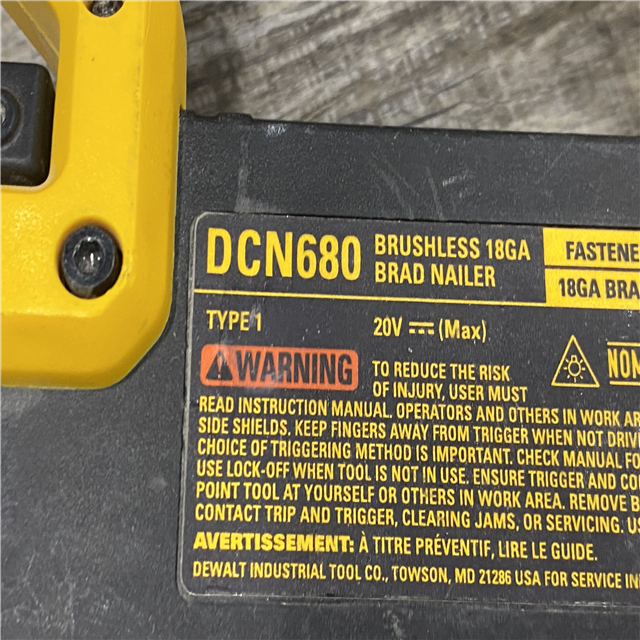 DCN680 BRUSHLESS 18GA
BRAD NAILER
FASTENE
18GA BRA
TYPE 1 20V (Max)
WARNING TO REDUCE THE RISK
OF INJURY, USER MUST
NOM
READ INSTRUCTION MANUAL. OPERATORS AND OTHERS IN WORK AR
SIDE SHIELDS. KEEP FINGERS AWAY FROM TRIGGER WHEN NOT DRIV
CHOICE OF TRIGGERING METHOD IS IMPORTANT. CHECK MANUAL FO
USE LOCK-OFF WHEN TOOL IS NOT IN USE. ENSURE TRIGGER AND CO
POINT TOOL AT YOURSELF OR OTHERS IN WORK AREA. REMOVE B
CONTACT TRIP AND TRIGGER, CLEARING JAMS, OR SERVICING. US
AVERTISSEMENT: À TITRE PRÉVENTIF, LIRE LE GUIDE.
DEWALT INDUSTRIAL TOOL CO., TOWSON, MD 21286 USA FOR SERVICE IN